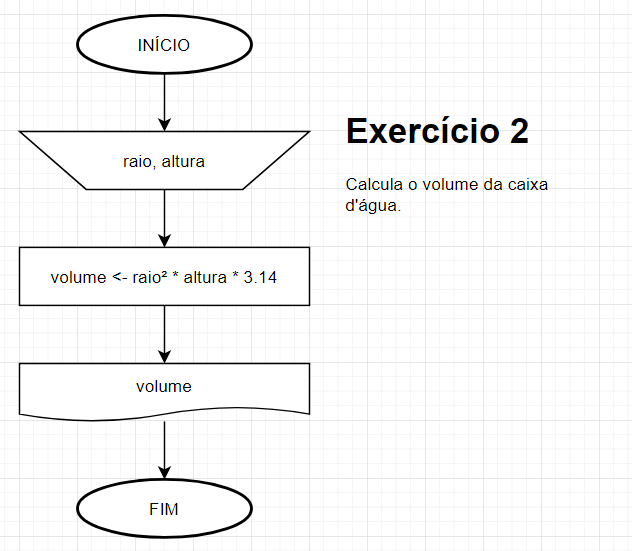 INÍCIO
raio, altura
volume <- raio² * altura * 3.14
volume
FIM
Exercício 2
Calcula o volume da caixa
d'água.